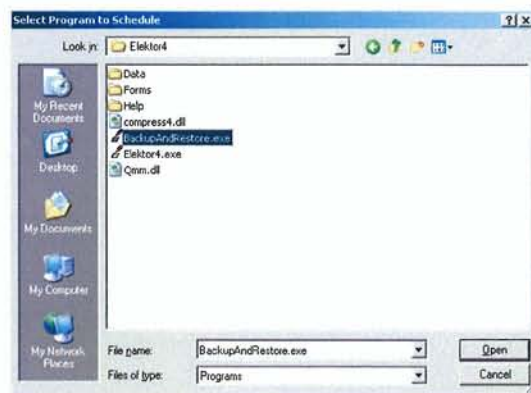 Select Program to Schedule
Look in: Elektor4
My Recent Documents
Desktop
My Documents
My Computer
My Network Places
Data
Forms
Help
compress4.dll
BackupAndRestore.exe
Elektor4.exe
Qmm.dll
File name: BackupAndRestore.exe Open
Files of type: Programs Cancel